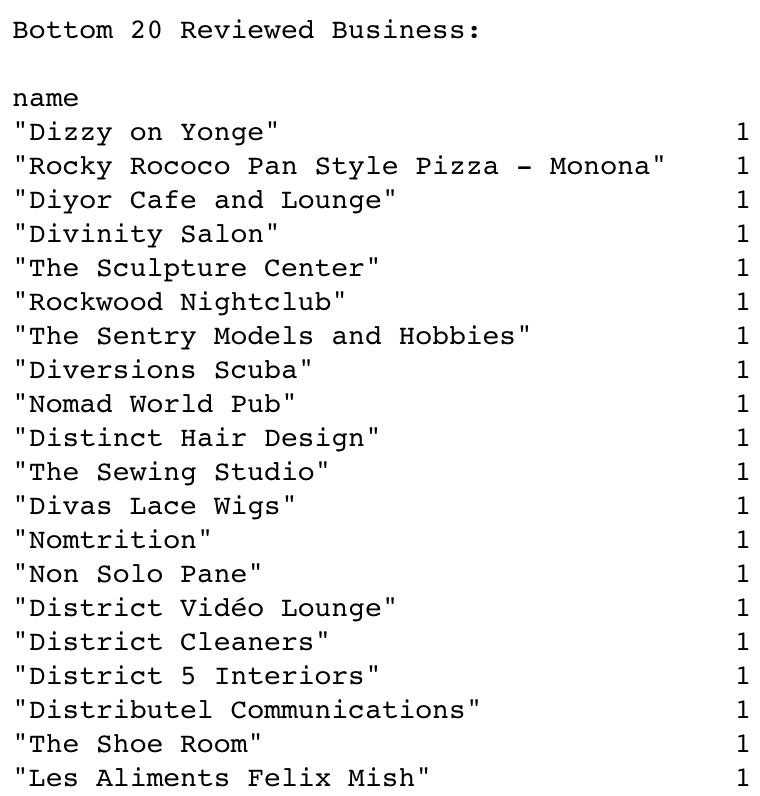 Bottom 20 Reviewed Business:
name
"Dizzy on Yonge" 1
"Rocky Rococo Pan Style Pizza - Monona" 1
"Diyor Cafe and Lounge" 1
"Divinity Salon" 1
"The Sculpture Center" 1
"Rockwood Nightclub" 1
"The Sentry Models and Hobbies" 1
"Diversions Scuba" 1
"Nomad World Pub" 1
"Distinct Hair Design" 1
"The Sewing Studio" 1
"Divas Lace Wigs" 1
"Nomtrition" 1
"Non Solo Pane" 1
"District Vidéo Lounge" 1
"District Cleaners" 1
"District 5 Interiors" 1
"Distributel Communications" 1
"The Shoe Room" 1
"Les Aliments Felix Mish" 1